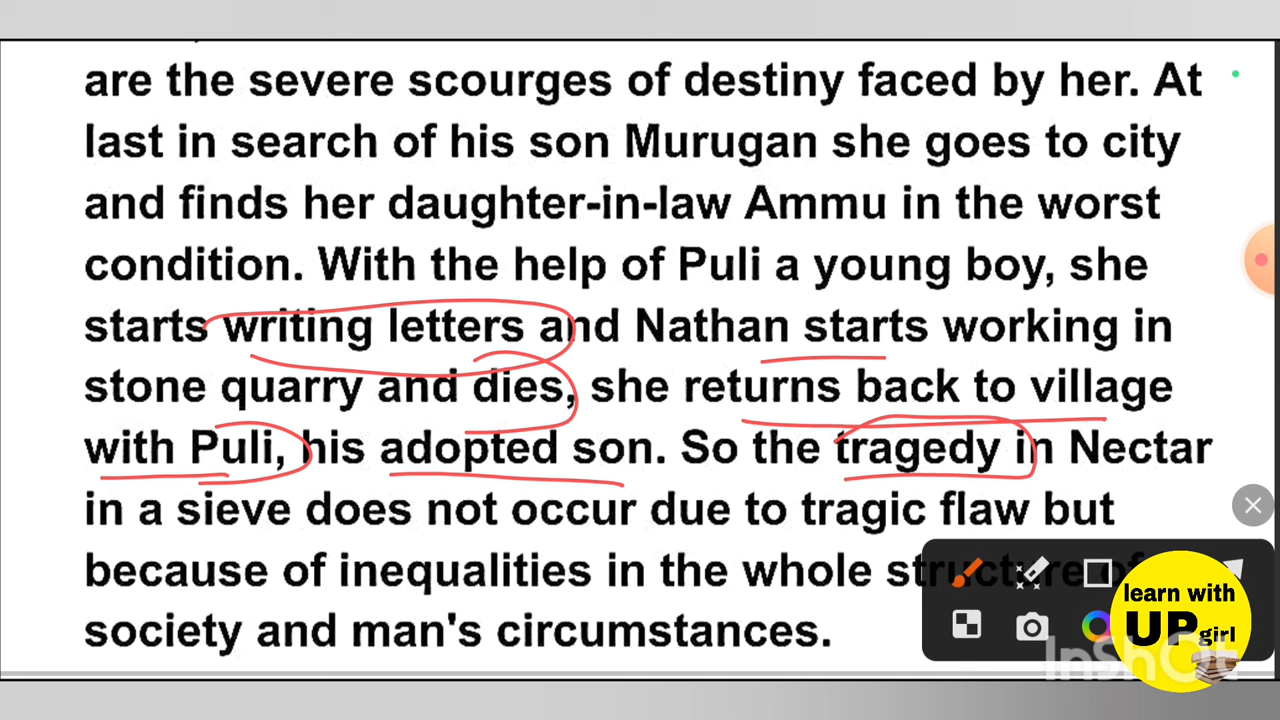 are the severe scourges of destiny faced by her. At
last in search of his son Murugan she goes to city
and finds her daughter-in-law Ammu in the worst
condition. With the help of Puli a young boy, she
starts writing letters and Nathan starts working in
stone quarry and dies, she returns back to village
with Puli, his adopted son. So the tragedy in Nectar
in a sieve does not occur due to tragic flaw but
because of inequalities in the whole structure of
society and man's circumstances.
learn with
UP girl
InShOt